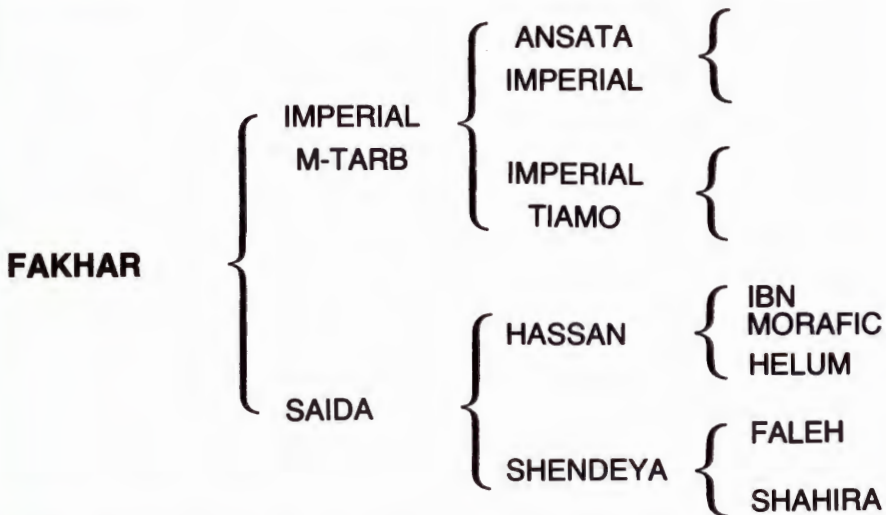 FAKHAR
IMPERIAL
M-TARB
SAIDA
ANSATA
IMPERIAL
IMPERIAL
TIAMO
HASSAN
SHENDEYA
IBN
MORAFIC
HELUM
FALEH
SHAHIRA